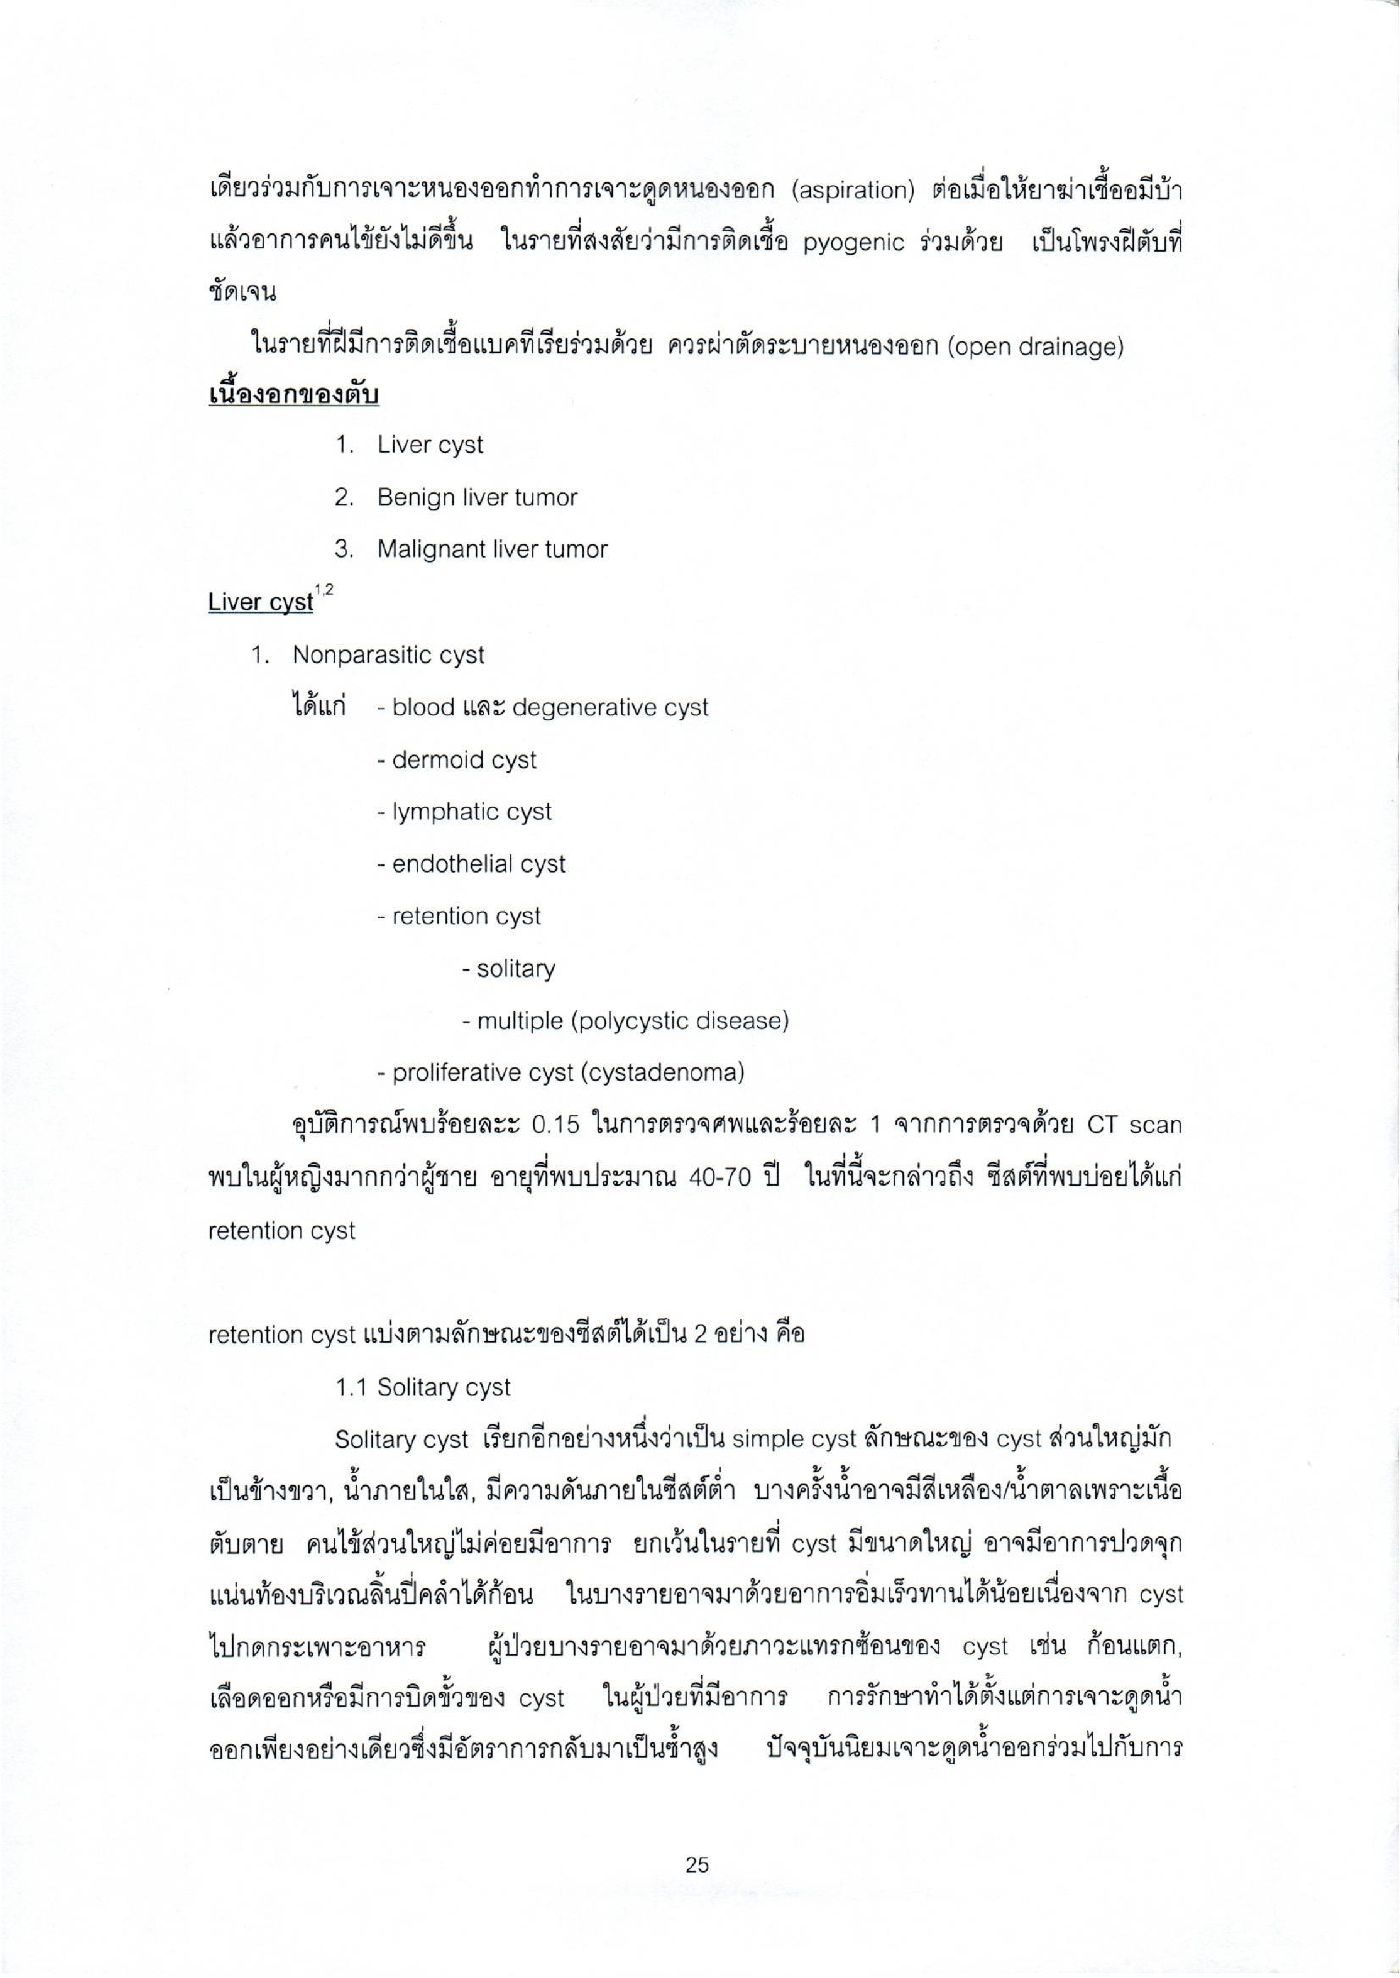 เดียวร่วมกับการเจาะหนองออกทำการเจาะดูดหนองออก (aspiration) ต่อเมื่อให้ยาฆ่าเชื้ออมีบ้า
แล้วอาการคนไข้ยังไม่ดีขึ้น ในรายที่สงสัยว่ามีการติดเชื้อ pyogenic ร่วมด้วย เป็นโพรงฝีตับที่
ชัดเจน
ในรายที่ฝีมีการติดเชื้อแบคทีเรียร่วมด้วย ควรผ่าตัดระบายหนองออก (open drainage)
เนื้องอกของตับ
1. Liver cyst
2. Benign liver tumor
3. Malignant liver tumor
Liver cyst1,2
1. Nonparasitic cyst
ได้แก่ - blood และ degenerative cyst
- dermoid cyst
- lymphatic cyst
- endothelial cyst
- retention cyst
- solitary
- multiple (polycystic disease)
- proliferative cyst (cystadenoma)
อุบัติการณ์พบร้อยละะ 0.15 ในการตรวจศพและร้อยละ 1 จากการตรวจด้วย CT scan
พบในผู้หญิงมากกว่าผู้ชาย อายุที่พบประมาณ 40-70 ปี ในที่นี้จะกล่าวถึง ซีสต์ที่พบบ่อยได้แก่
retention cyst
retention cyst แบ่งตามลักษณะของซีสต์ได้เป็น 2 อย่าง คือ
1.1 Solitary cyst
Solitary cyst เรียกอีกอย่างหนึ่งว่าเป็น simple cyst ลักษณะของ cyst ส่วนใหญ่มัก
เป็นข้างขวา, น้ำภายในใส, มีความดันภายในซีสต์ต่ำ บางครั้งน้ำอาจมีสีเหลือง/น้ำตาลเพราะเนื้อ
ตับตาย คนไข้ส่วนใหญ่ไม่ค่อยมีอาการ ยกเว้นในรายที่ cyst มีขนาดใหญ่ อาจมีอาการปวดจุก
แน่นท้องบริเวณลิ้นปี่คลำได้ก้อน ในบางรายอาจมาด้วยอาการอิ่มเร็วทานได้น้อยเนื่องจาก cyst
ไปกดกระเพาะอาหาร ผู้ป่วยบางรายอาจมาด้วยภาวะแทรกซ้อนของ cyst เช่น ก้อนแตก,
เลือดออกหรือมีการบิดขั้วของ cyst ในผู้ป่วยที่มีอาการ การรักษาทำได้ตั้งแต่การเจาะดูดน้ำ
ออกเพียงอย่างเดียวซึ่งมีอัตราการกลับมาเป็นซ้ำสูง ปัจจุบันนิยมเจาะดูดน้ำออกร่วมไปกับการ
25